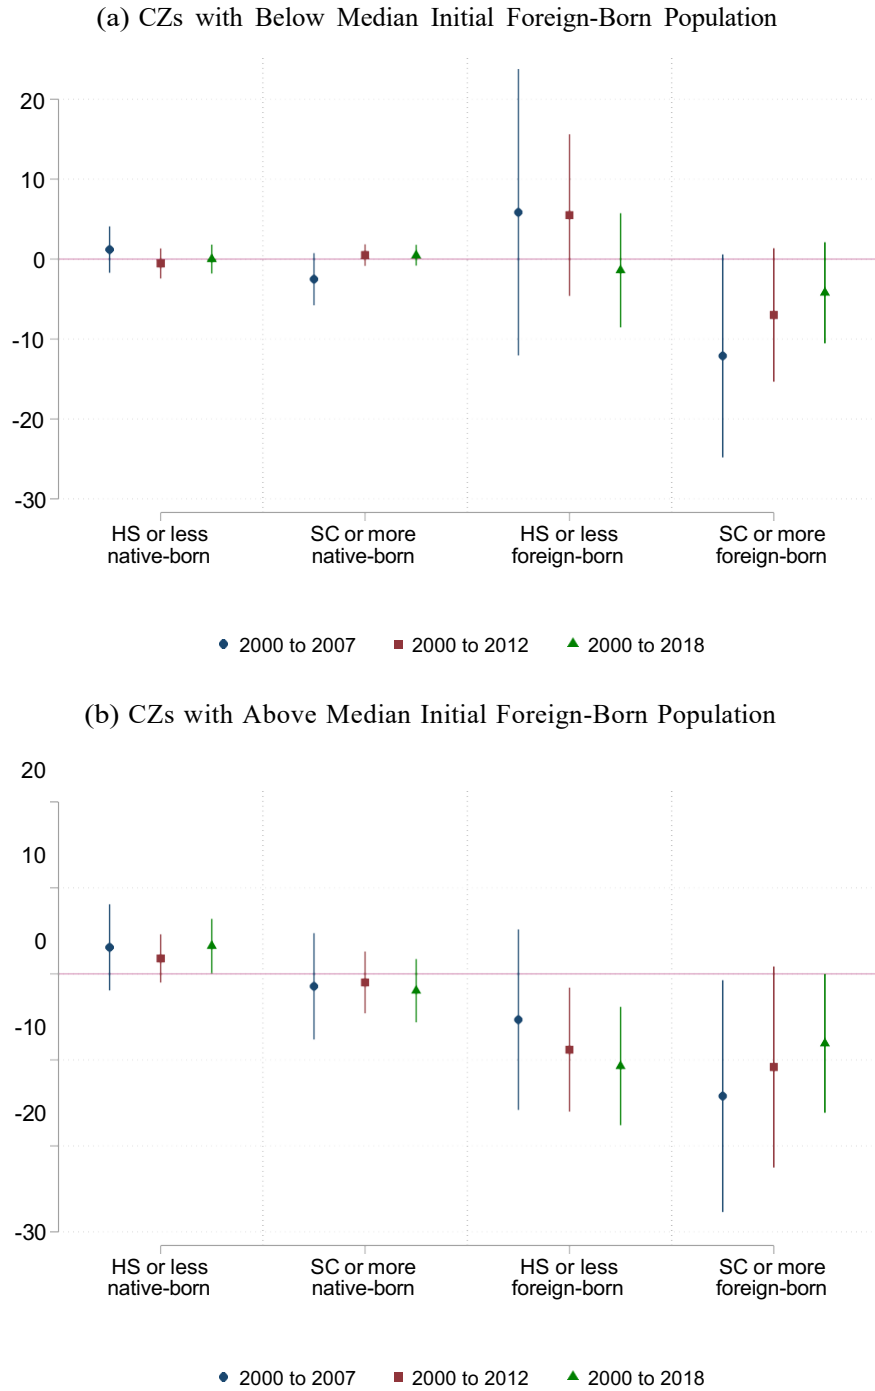 (a) CZs with Below Median Initial Foreign-Born Population
20
10
0
-10
-20
-30
HS or less native-born
SC or more native-born
HS or less foreign-born
SC or more foreign-born
2000 to 2007 2000 to 2012 2000 to 2018
(b) CZs with Above Median Initial Foreign-Born Population
20
10
0
-10
-20
-30
HS or less native-born
SC or more native-born
HS or less foreign-born
SC or more foreign-born
2000 to 2007 2000 to 2012 2000 to 2018